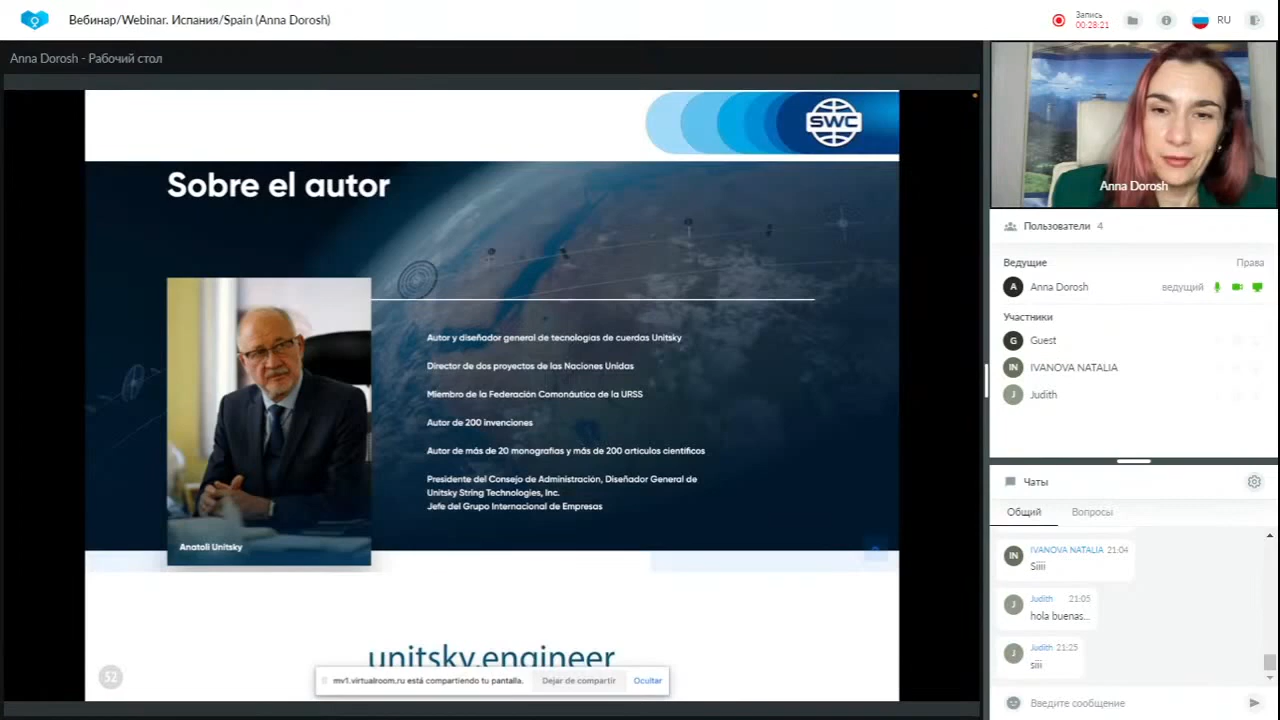 Вебинар/Webinar. Испания/Spain (Anna Dorosh)
Запись
00:28:21
RU
Anna Dorosh - Рабочий стол
SWC
Sobre el autor
Autor y diseñador general de tecnologías de cuerdas Unitsky
Director de dos proyectos de las Naciones Unidas
Miembro de la Federación Comonáutica de la URSS
Autor de 200 invenciones
Autor de más de 20 monografías y más de 200 artículos científicos
Presidente del Consejo de Administración, Diseñador General de
Unitsky String Technologies, Inc.
Jefe del Grupo Internacional de Empresas
Anatoli Unitsky
unitsky.engineer
52
mv1.virtualroom.ru está compartiendo tu pantalla.
Dejar de compartir
Ocultar
Anna Dorosh
Пользователи 4
Ведущие
Права
A
Anna Dorosh
ведущий
Участники
G
Guest
IN
IVANOVA NATALIA
J
Judith
Чаты
Общий
Вопросы
IN
IVANOVA NATALIA 21:04
Siiii
J
Judith 21:05
hola buenas...
J
Judith 21:25
siii
Введите сообщение